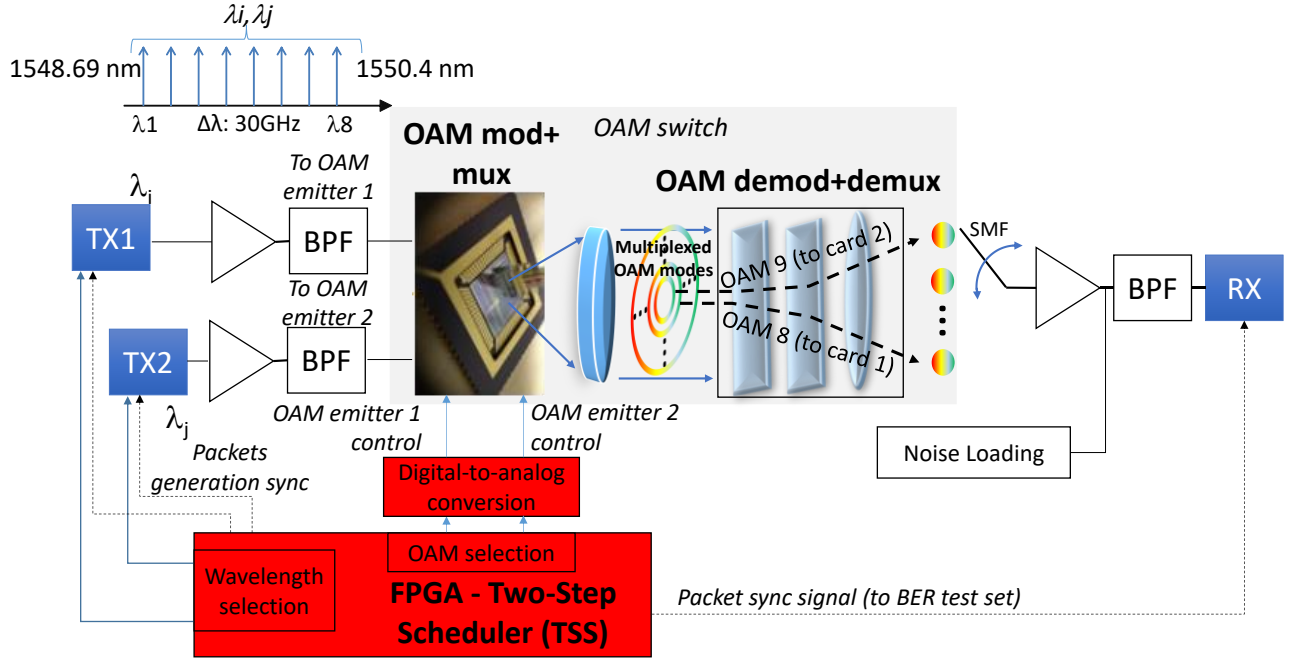 λi, λj
1548.69 nm
1550.4 nm
λ1
Δλ: 30GHz
λ8
OAM switch
OAM mod+
mux
OAM demod+demux
To OAM
emitter 1
λi
TX1
BPF
Multiplexed
OAM modes
OAM 9 (to card 2)
OAM 8 (to card 1)
SMF
BPF
RX
To OAM
emitter 2
TX2
BPF
λj
OAM emitter 1
control
OAM emitter 2
control
Noise Loading
Packets
generation sync
Digital-to-analog
conversion
OAM selection
Wavelength
selection
FPGA - Two-Step
Scheduler (TSS)
Packet sync signal (to BER test set)